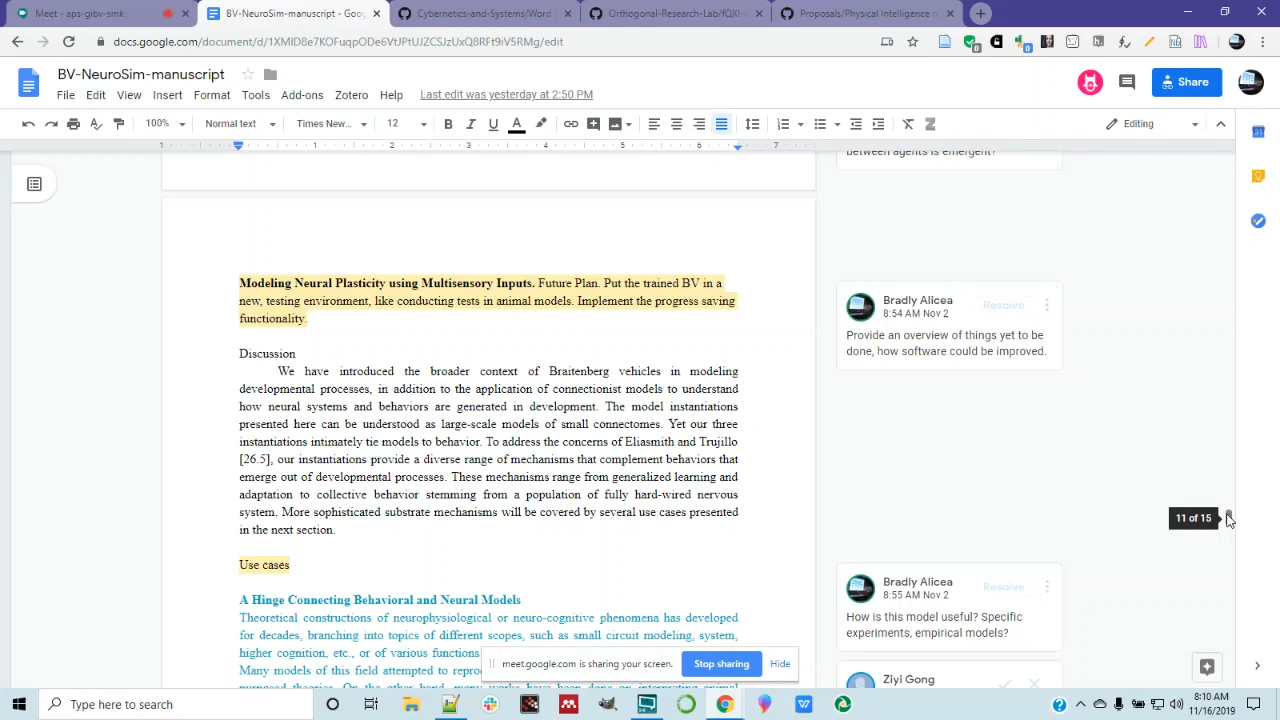 Meet - aps-gibv-smk
BV-NeuroSim-manuscript - Goo
Cybernetics-and-Systems/Word
Orthogonal-Research-Lab/fQXI
Proposals/Physical Intelligence
docs.google.com/document/d/1XMID8e7KOFuqpODe6VtJPtUJZCSJzUxQ8RFt9iV5RMg/edit
BV-NeuroSim-manuscript
File Edit View Insert Format Tools Add-ons Zotero Help Last edit was yesterday at 2:50 PM
Share
100% Normal text Times New... 12 Editing
1 1 2 3 4 5 6 7
between agents is emergent?
Modeling Neural Plasticity using Multisensory Inputs. Future Plan. Put the trained BV in a
new, testing environment, like conducting tests in animal models. Implement the progress saving
functionality.
Bradly Alicea
Resolve
8:54 AM Nov 2
Provide an overview of things yet to be
done, how software could be improved.
Discussion
We have introduced the broader context of Braitenberg vehicles in modeling
developmental processes, in addition to the application of connectionist models to understand
how neural systems and behaviors are generated in development. The model instantiations
presented here can be understood as large-scale models of small connectomes. Yet our three
instantiations intimately tie models to behavior. To address the concerns of Eliasmith and Trujillo
[26.5], our instantiations provide a diverse range of mechanisms that complement behaviors that
emerge out of developmental processes. These mechanisms range from generalized learning and
adaptation to collective behavior stemming from a population of fully hard-wired nervous
system. More sophisticated substrate mechanisms will be covered by several use cases presented
in the next section.
11 of 15
Use cases
Bradly Alicea
Resolve
8:55 AM Nov 2
How is this model useful? Specific
experiments, empirical models?
A Hinge Connecting Behavioral and Neural Models
Theoretical constructions of neurophysiological or neuro-cognitive phenomena has developed
for decades, branching into topics of different scopes, such as small circuit modeling, system,
higher cognition, etc., or of various functions
Many models of this field attempted to repro
Ziyi Gong
meet.google.com is sharing your screen. Stop sharing Hide
Type here to search
8:10 AM
11/16/2019